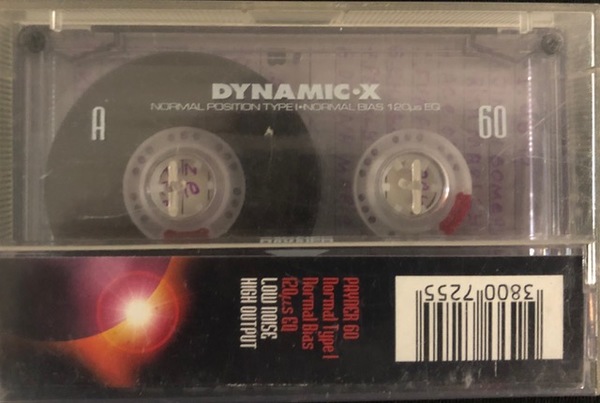 DYNAMIC·X
NORMAL POSITION TYPE I·NORMAL BIAS 120µs EQ
A
60
PAYNER 60
Normal Type I
Normal Bias
120µs EQ
LOW NOISE
HIGH OUTPUT
3800 7255